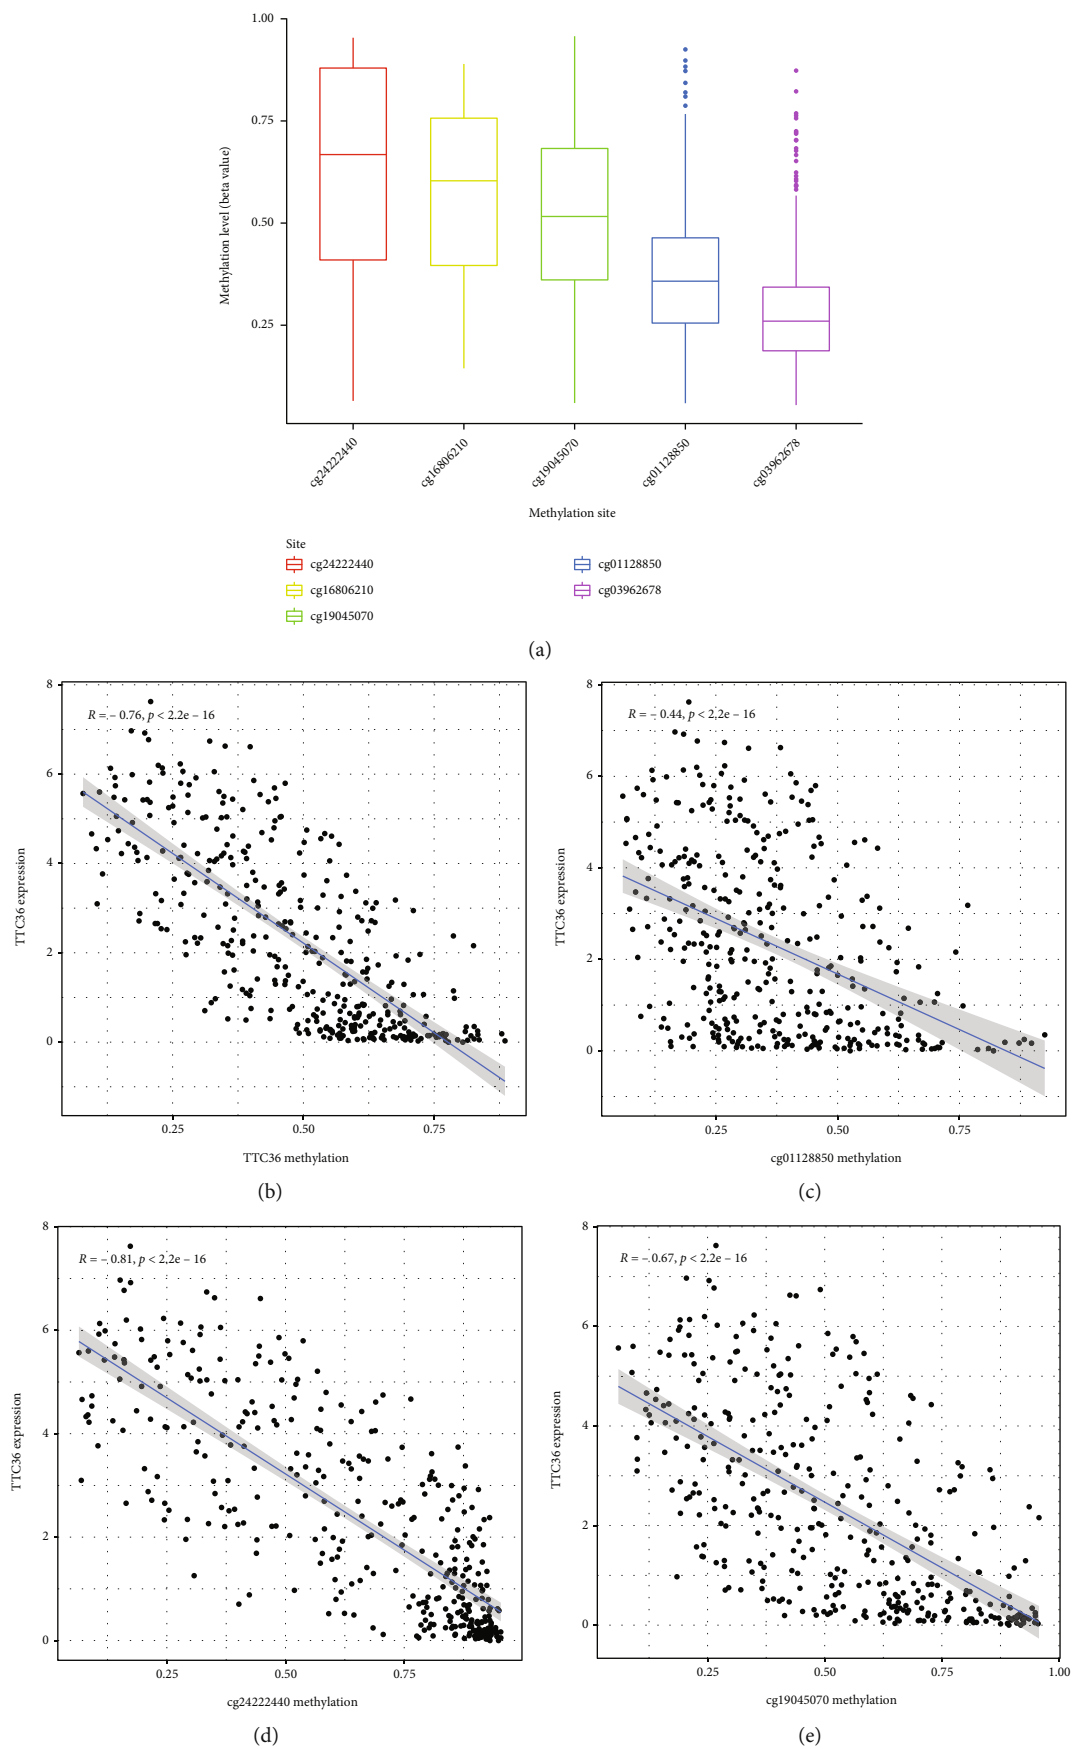 1.00
0.75
0.50
0.25
Methylation level (beta value)
cg24222440
cg16806210
cg19045070
cg01128850
cg03962678
Methylation site
Site
cg24222440
cg16806210
cg19045070
cg01128850
cg03962678
(a)
8
6
4
2
0
TTC36 expression
R = – 0.76, p < 2.2e – 16
0.25
0.50
0.75
TTC36 methylation
(b)
8
6
4
2
0
TTC36 expression
R = – 0.44, p < 2.2e – 16
0.25
0.50
0.75
cg01128850 methylation
(c)
8
6
4
2
0
TTC36 expression
R = – 0.81, p < 2.2e – 16
0.25
0.50
0.75
cg24222440 methylation
(d)
8
6
4
2
0
TTC36 expression
R = – 0.67, p < 2.2e – 16
0.25
0.50
0.75
1.00
cg19045070 methylation
(e)